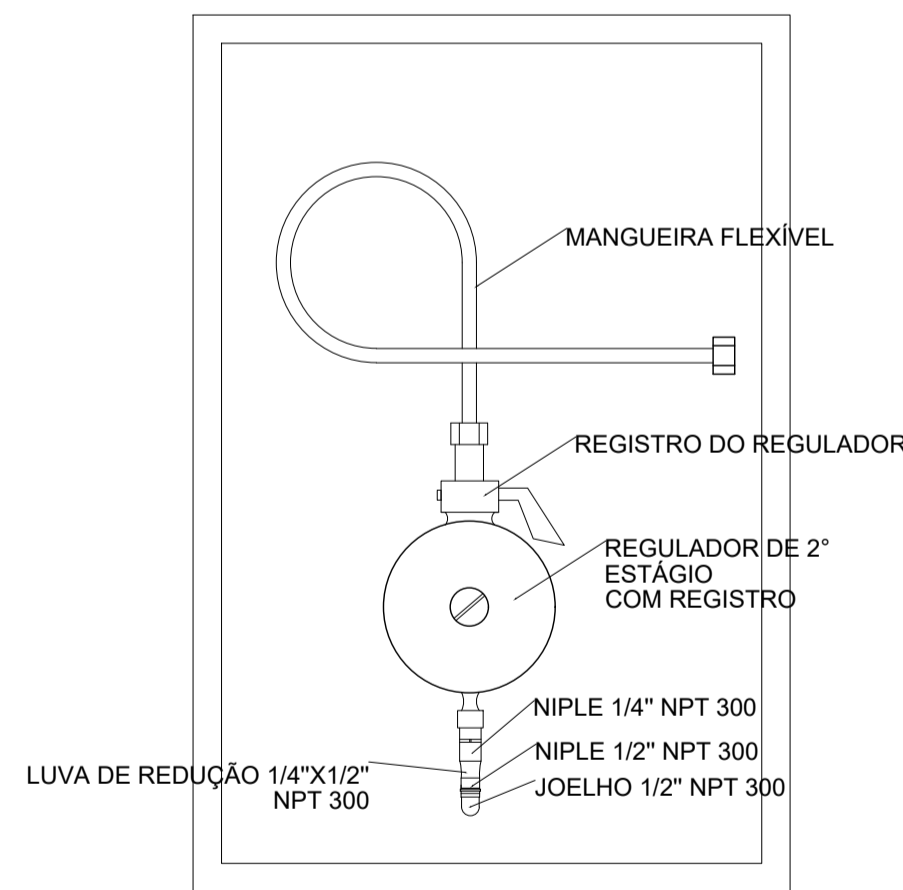 MANGUEIRA FLEXÍVEL
REGISTRO DO REGULADOR
REGULADOR DE 2°
ESTÁGIO
COM REGISTRO
NIPLE 1/4" NPT 300
NIPLE 1/2" NPT 300
LUVA DE REDUÇÃO 1/4"X1/2"
NPT 300
JOELHO 1/2" NPT 300